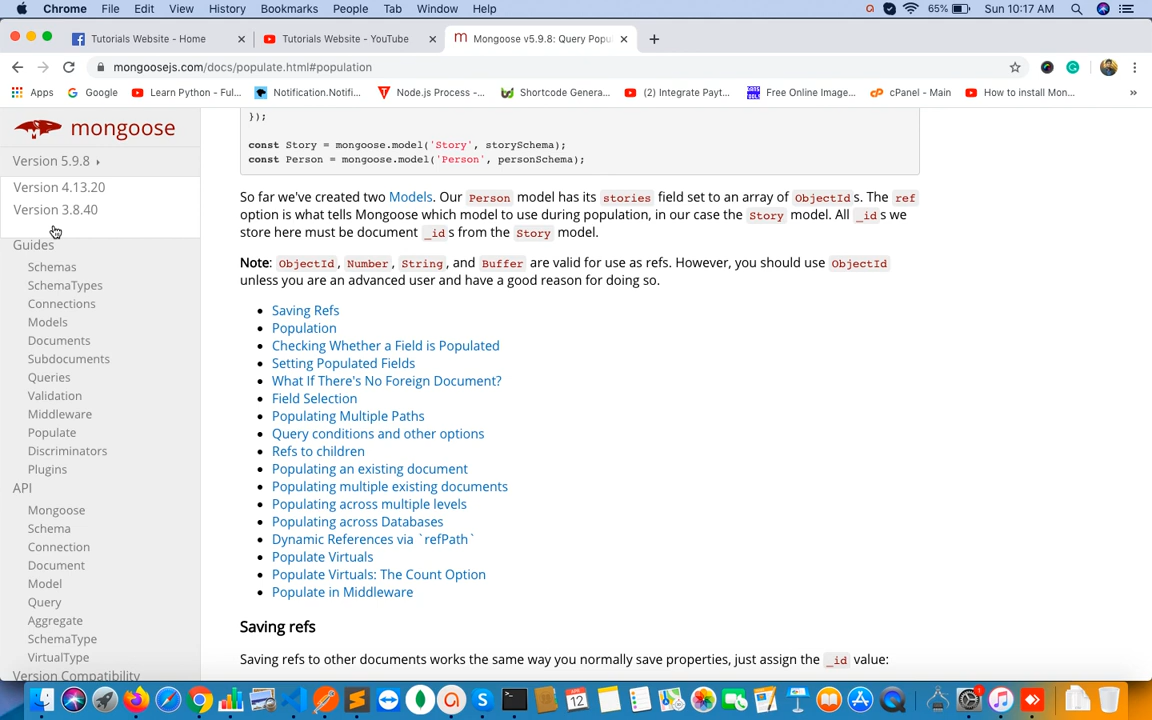 Chrome File Edit View History Bookmarks People Tab Window Help 65% Sun 10:17 AM
Tutorials Website - Home Tutorials Website - YouTube Mongoose v5.9.8: Query Popu
mongoosejs.com/docs/populate.html#population
Apps Google Learn Python - Ful... Notification.Notifi... Node.js Process -... Shortcode Genera... (2) Integrate Payt... Free Online Image... cPanel - Main How to install Mon... »
mongoose
Version 5.9.8
Version 4.13.20
Version 3.8.40
Guides
Schemas
SchemaTypes
Connections
Models
Documents
Subdocuments
Queries
Validation
Middleware
Populate
Discriminators
Plugins
API
Mongoose
Schema
Connection
Document
Model
Query
Aggregate
SchemaType
VirtualType
Version Compatibility
});
const Story = mongoose.model('Story', storySchema);
const Person = mongoose.model('Person', personSchema);
So far we've created two Models. Our Person model has its stories field set to an array of ObjectId s. The ref
option is what tells Mongoose which model to use during population, in our case the Story model. All _id s we
store here must be document _id s from the Story model.
Note: ObjectId, Number, String, and Buffer are valid for use as refs. However, you should use ObjectId
unless you are an advanced user and have a good reason for doing so.
• Saving Refs
• Population
• Checking Whether a Field is Populated
• Setting Populated Fields
• What If There's No Foreign Document?
• Field Selection
• Populating Multiple Paths
• Query conditions and other options
• Refs to children
• Populating an existing document
• Populating multiple existing documents
• Populating across multiple levels
• Populating across Databases
• Dynamic References via `refPath`
• Populate Virtuals
• Populate Virtuals: The Count Option
• Populate in Middleware
Saving refs
Saving refs to other documents works the same way you normally save properties, just assign the _id value: